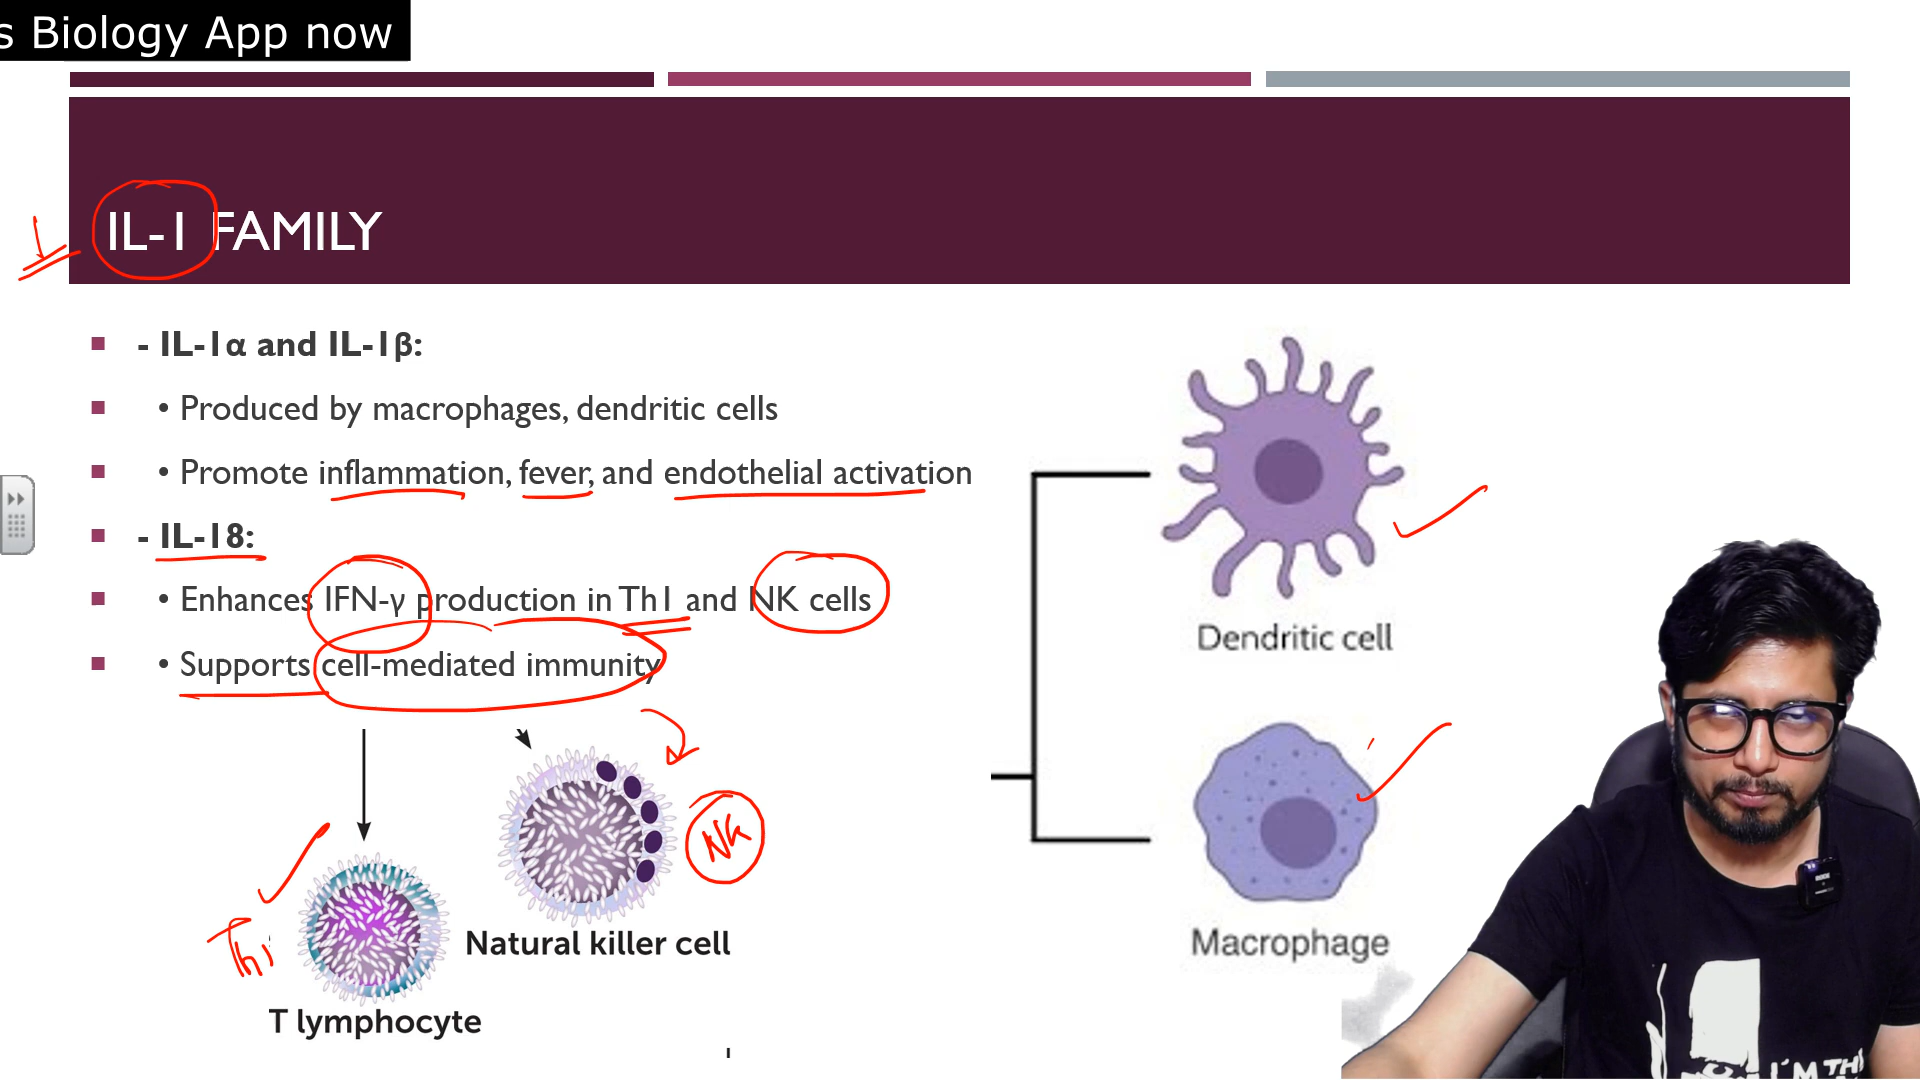 s Biology App now
IL-1 FAMILY
- IL-1α and IL-1β:
• Produced by macrophages, dendritic cells
• Promote inflammation, fever, and endothelial activation
- IL-18:
• Enhances IFN-γ production in Th1 and NK cells
• Supports cell-mediated immunity
Dendritic cell
NK
Th1
Natural killer cell
Macrophage
T lymphocyte
I'M TH